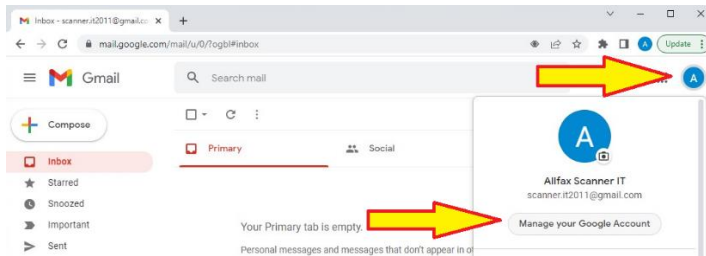 Inbox - scanner.it2011@gmail.co
mail.google.com/mail/u/0/?ogbl#inbox
Update
Gmail
Search mail
A
Compose
Primary
Social
A
Inbox
Allfax Scanner IT
Starred
scanner.it2011@gmail.com
Snoozed
Manage your Google Account
Important
Your Primary tab is empty.
Sent
Personal messages and messages that don't appear in